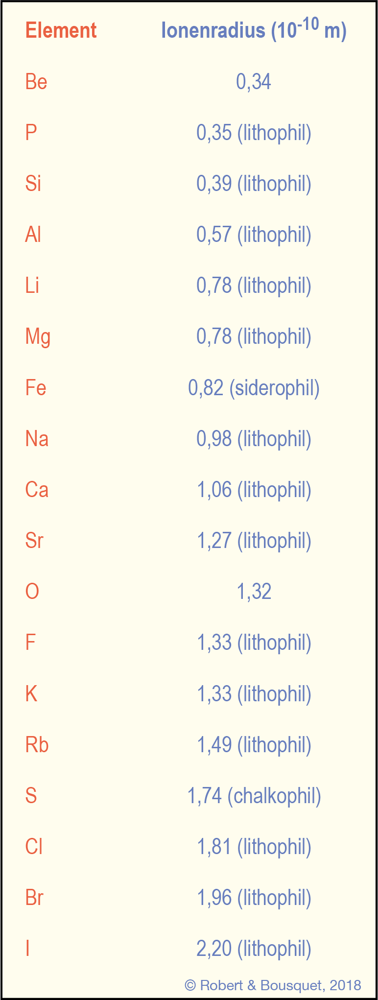 Element Ionenradius (10⁻¹⁰ m)
Be 0,34
P 0,35 (lithophil)
Si 0,39 (lithophil)
Al 0,57 (lithophil)
Li 0,78 (lithophil)
Mg 0,78 (lithophil)
Fe 0,82 (siderophil)
Na 0,98 (lithophil)
Ca 1,06 (lithophil)
Sr 1,27 (lithophil)
O 1,32
F 1,33 (lithophil)
K 1,33 (lithophil)
Rb 1,49 (lithophil)
S 1,74 (chalkophil)
Cl 1,81 (lithophil)
Br 1,96 (lithophil)
I 2,20 (lithophil)
© Robert & Bousquet, 2018